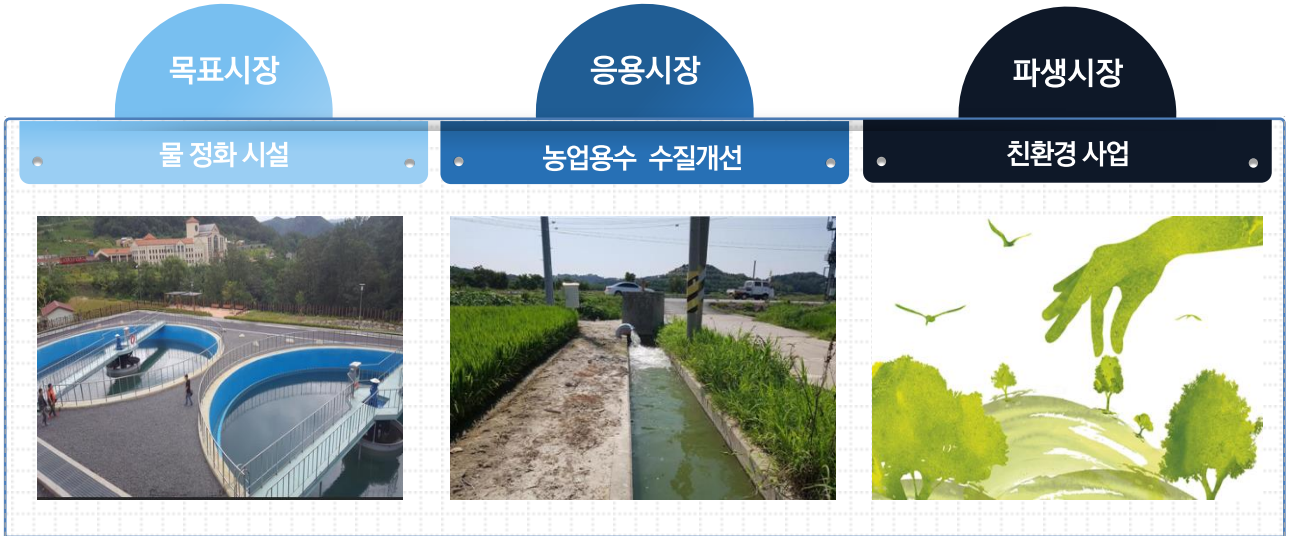 목표시장
응용시장
파생시장
물 정화 시설
농업용수 수질개선
친환경 사업